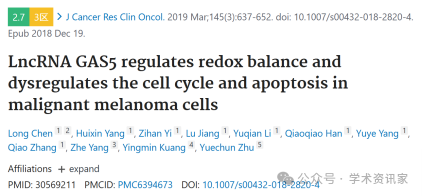 2.7 3区 > J Cancer Res Clin Oncol. 2019 Mar;145(3):637-652. doi: 10.1007/s00432-018-2820-4.
Epub 2018 Dec 19.
LncRNA GAS5 regulates redox balance and
dysregulates the cell cycle and apoptosis in
malignant melanoma cells
Long Chen 1 2, Huixin Yang 1, Zihan Yi 1, Lu Jiang 1, Yuqian Li 1, Qiaoqiao Han 1, Yuye Yang 1,
Qiao Zhang 1, Zhe Yang 3, Yingmin Kuang 4, Yuechun Zhu 5
Affiliations + expand
PMID: 30569211 PMCID: PMC6394673 DOI: 10.1007/s00432-018-2820-4
公众号 · 学术资讯家